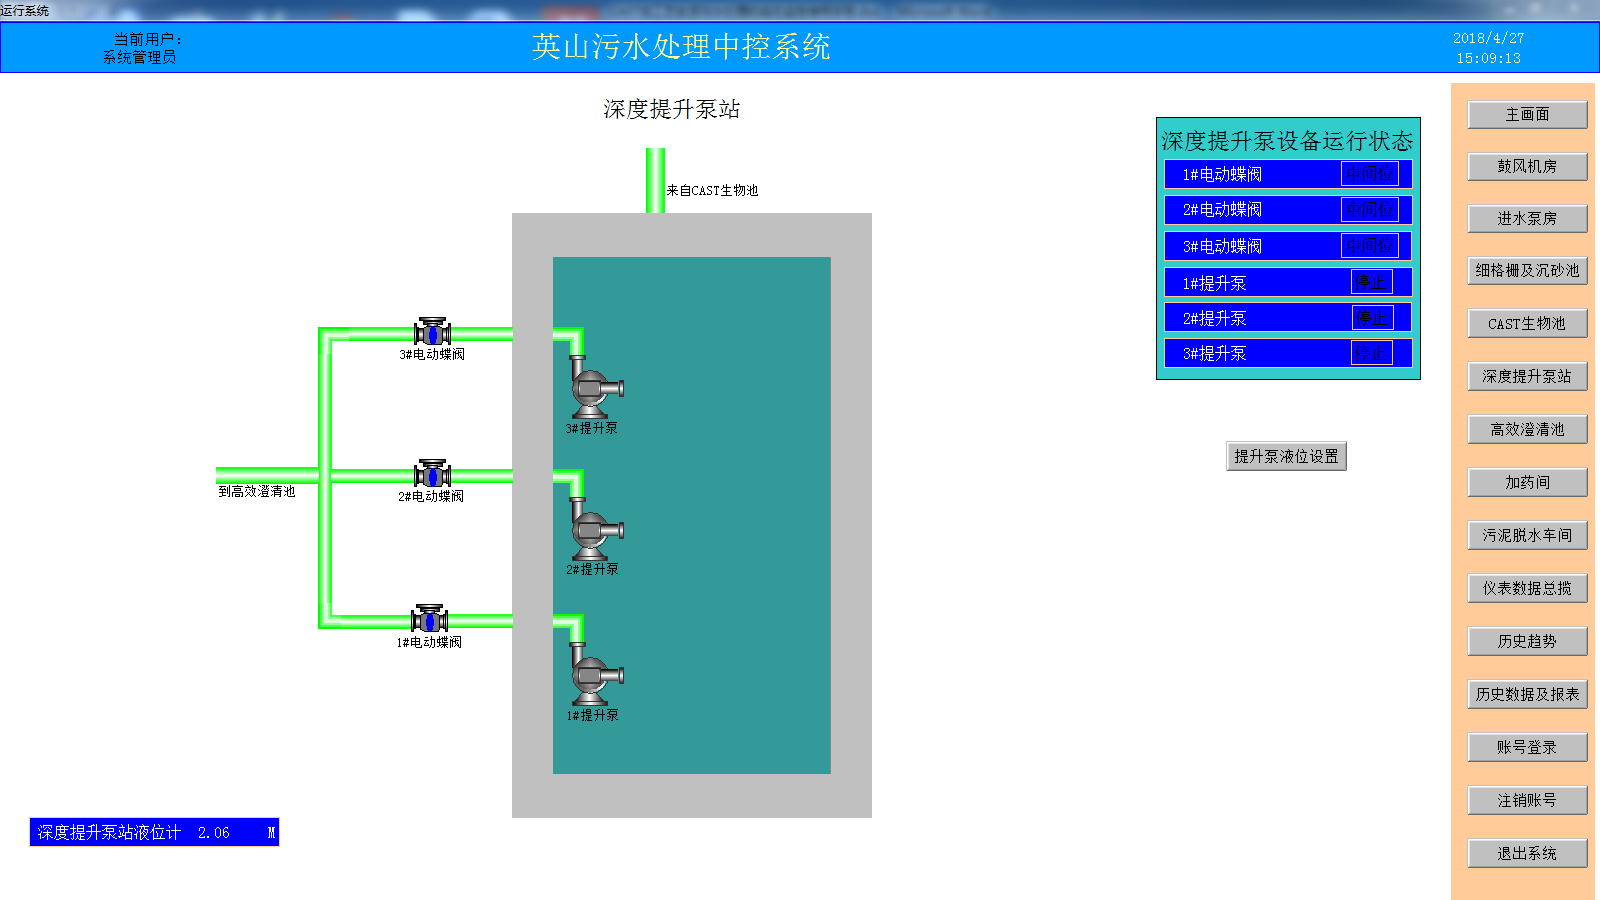 运行系统
当前用户：
系统管理员
英山污水处理中控系统
2018/4/27
15:09:13
深度提升泵站
来自CAST生物池
3#电动蝶阀
3#提升泵
到高效澄清池
2#电动蝶阀
2#提升泵
1#电动蝶阀
1#提升泵
深度提升泵站液位计 2.06 M
深度提升泵设备运行状态
1#电动蝶阀 中间位
2#电动蝶阀 中间位
3#电动蝶阀 中间位
1#提升泵 停止
2#提升泵 停止
3#提升泵 停止
提升泵液位设置
主画面
鼓风机房
进水泵房
细格栅及沉砂池
CAST生物池
深度提升泵站
高效澄清池
加药间
污泥脱水车间
仪表数据总揽
历史趋势
历史数据及报表
账号登录
注销账号
退出系统